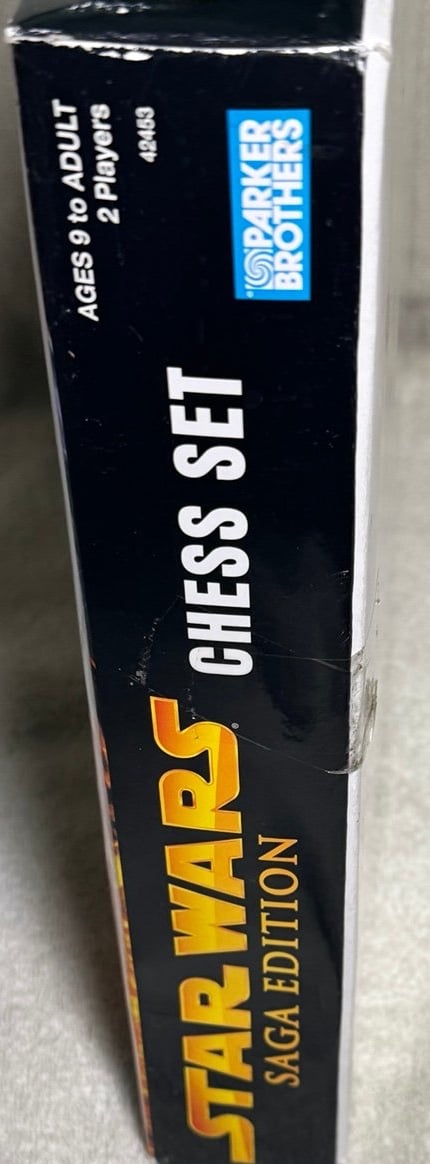 STAR WARS®
SAGA EDITION
CHESS SET
AGES 9 to ADULT
2 Players
42453
PARKER
BROTHERS